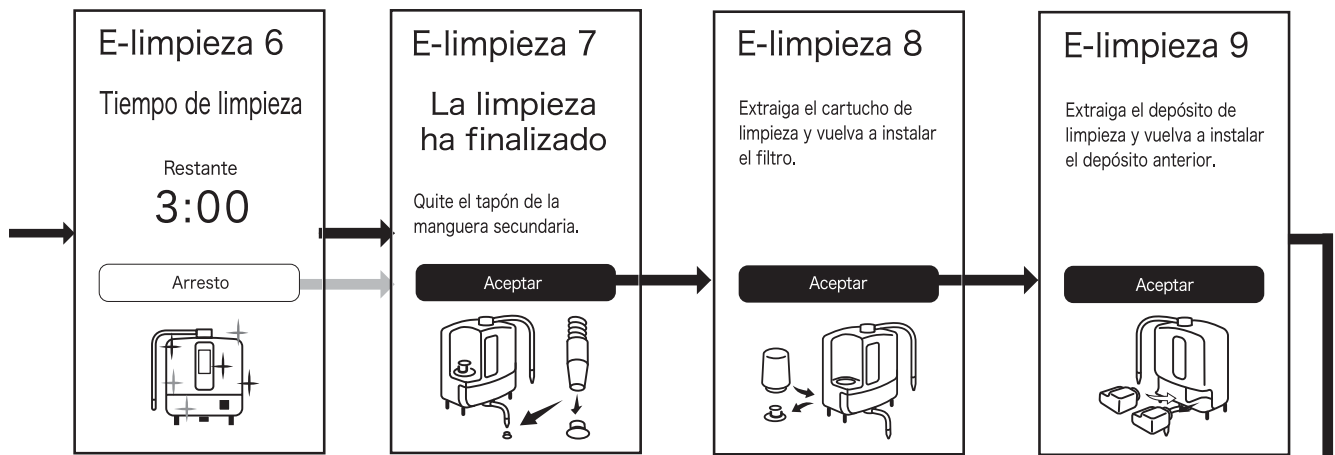 E-limpieza 6
Tiempo de limpieza
Restante
3:00
Arresto
E-limpieza 7
La limpieza
ha finalizado
Quite el tapón de la
manguera secundaria.
Aceptar
E-limpieza 8
Extraiga el cartucho de
limpieza y vuelva a instalar
el filtro.
Aceptar
E-limpieza 9
Extraiga el depósito de
limpieza y vuelva a instalar
el depósito anterior.
Aceptar